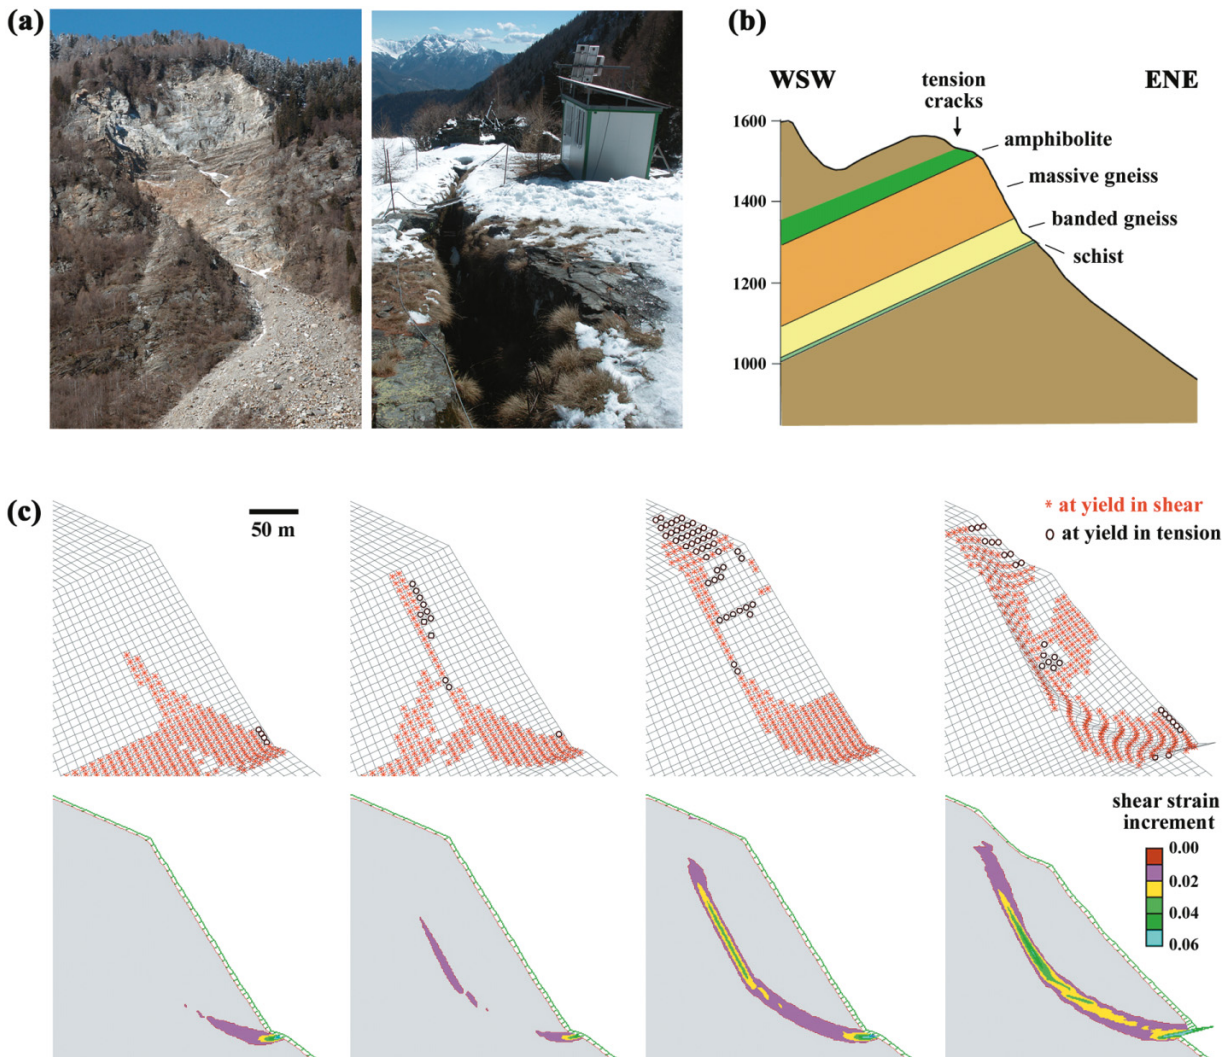 (a)
(b)
WSW
ENE
tension
cracks
1600
amphibolite
massive gneiss
1400
banded gneiss
schist
1200
1000
(c)
50 m
* at yield in shear
o at yield in tension
shear strain
increment
0.00
0.02
0.04
0.06